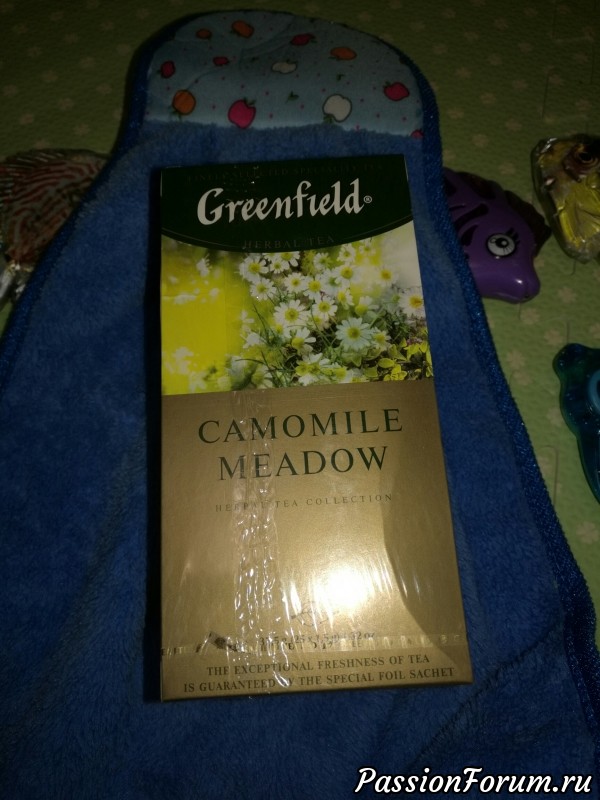 Greenfield®
HERBAL TEA
CAMOMILE
MEADOW
HERBAL TEA COLLECTION
THE EXCEPTIONAL FRESHNESS OF TEA
IS GUARANTEED BY THE SPECIAL FOIL SACHET
PassionForum.ru